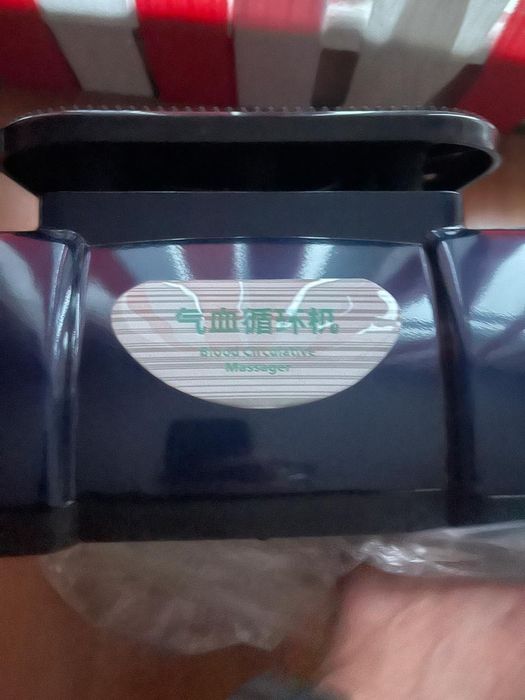 气血循环机
Blood Circulative
Massager